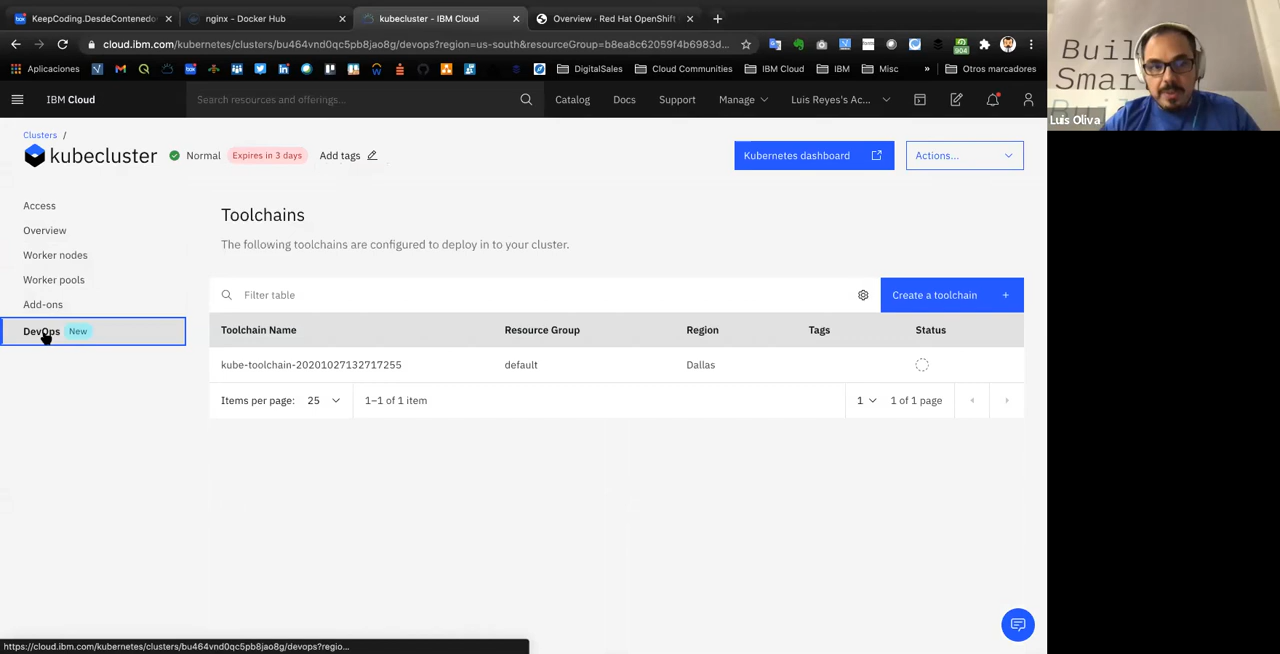 KeepCoding.DesdeContenedo
nginx - Docker Hub
kubecluster - IBM Cloud
Overview · Red Hat OpenShift
cloud.ibm.com/kubernetes/clusters/bu464vnd0qc5pb8jao8g/devops?region=us-south&resourceGroup=b8ea8c62059f4b6983d...
Aplicaciones
DigitalSales
Cloud Communities
IBM Cloud
IBM
Misc
»
Otros marcadores
IBM Cloud
Search resources and offerings...
Catalog
Docs
Support
Manage
Luis Reyes's Ac...
Clusters /
kubecluster
Normal
Expires in 3 days
Add tags
Kubernetes dashboard
Actions...
Access
Overview
Worker nodes
Worker pools
Add-ons
DevOps New
Toolchains
The following toolchains are configured to deploy in to your cluster.
Filter table
Create a toolchain +
Toolchain Name Resource Group Region Tags Status
kube-toolchain-20201027132717255 default Dallas
Items per page: 25 1–1 of 1 item 1 1 of 1 page
https://cloud.ibm.com/kubernetes/clusters/bu464vnd0qc5pb8jao8g/devops?regio...
Buil
Smar
Luis Oliva